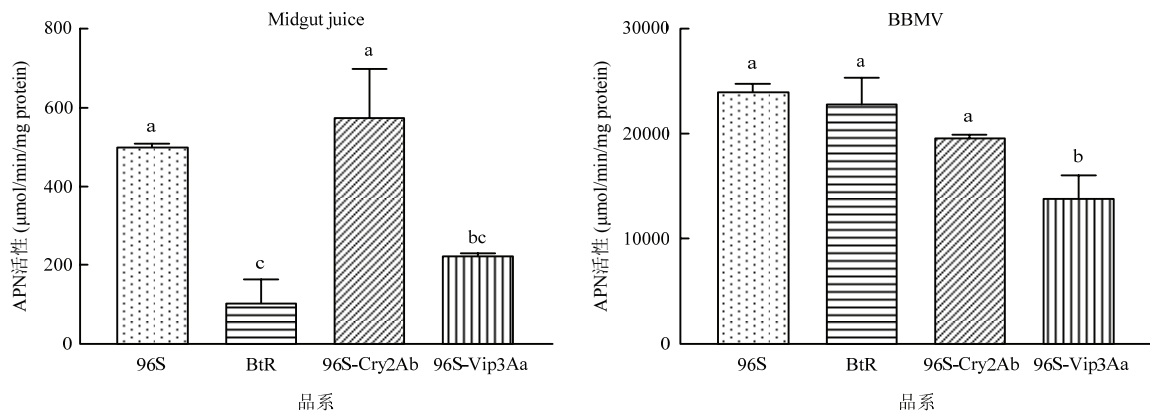 Midgut juice
APN活性 (μmol/min/mg protein)
800
600
400
200
0
a
c
a
bc
96S
BtR
96S-Cry2Ab
96S-Vip3Aa
品系
BBMV
APN活性 (μmol/min/mg protein)
30000
20000
10000
0
a
a
a
b
96S
BtR
96S-Cry2Ab
96S-Vip3Aa
品系